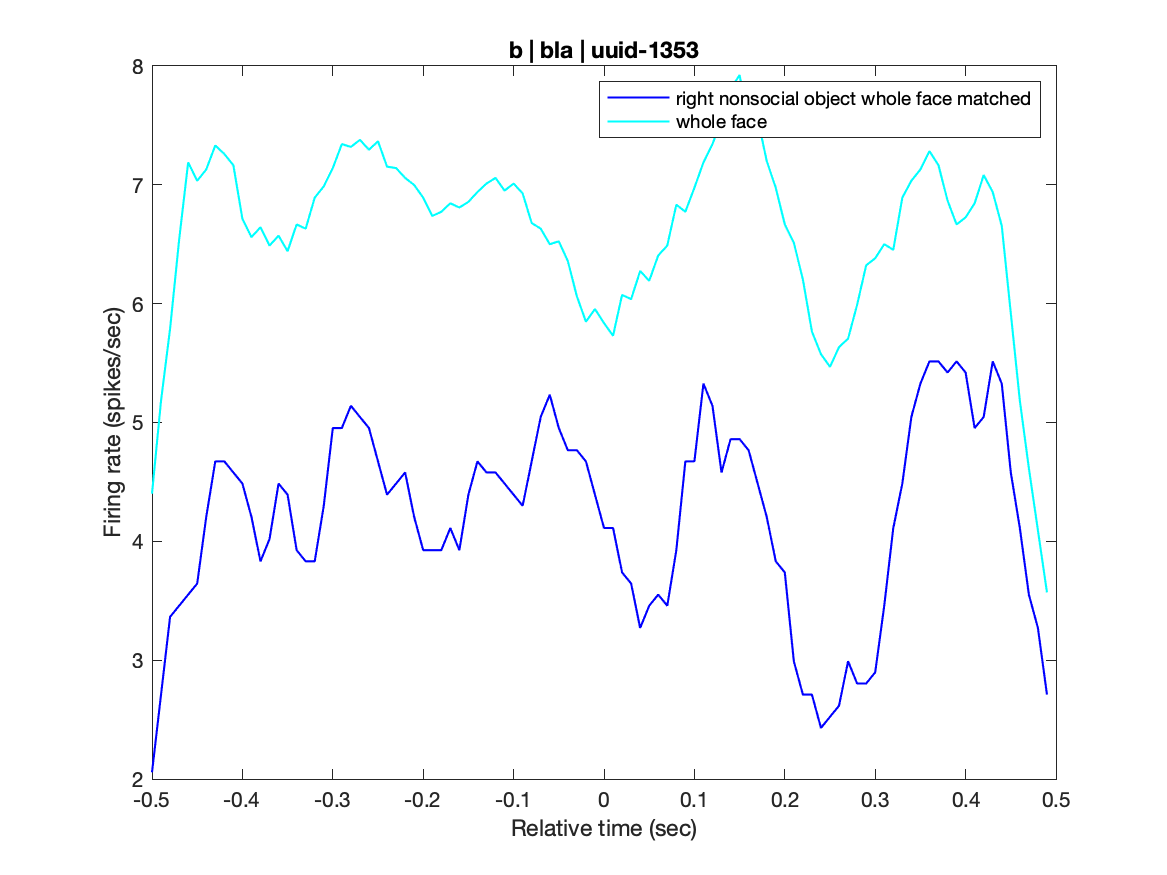 b | bla | uuid-1353
right nonsocial object whole face matched
whole face
Firing rate (spikes/sec)
8
7
6
5
4
3
2
-0.5 -0.4 -0.3 -0.2 -0.1 0 0.1 0.2 0.3 0.4 0.5
Relative time (sec)